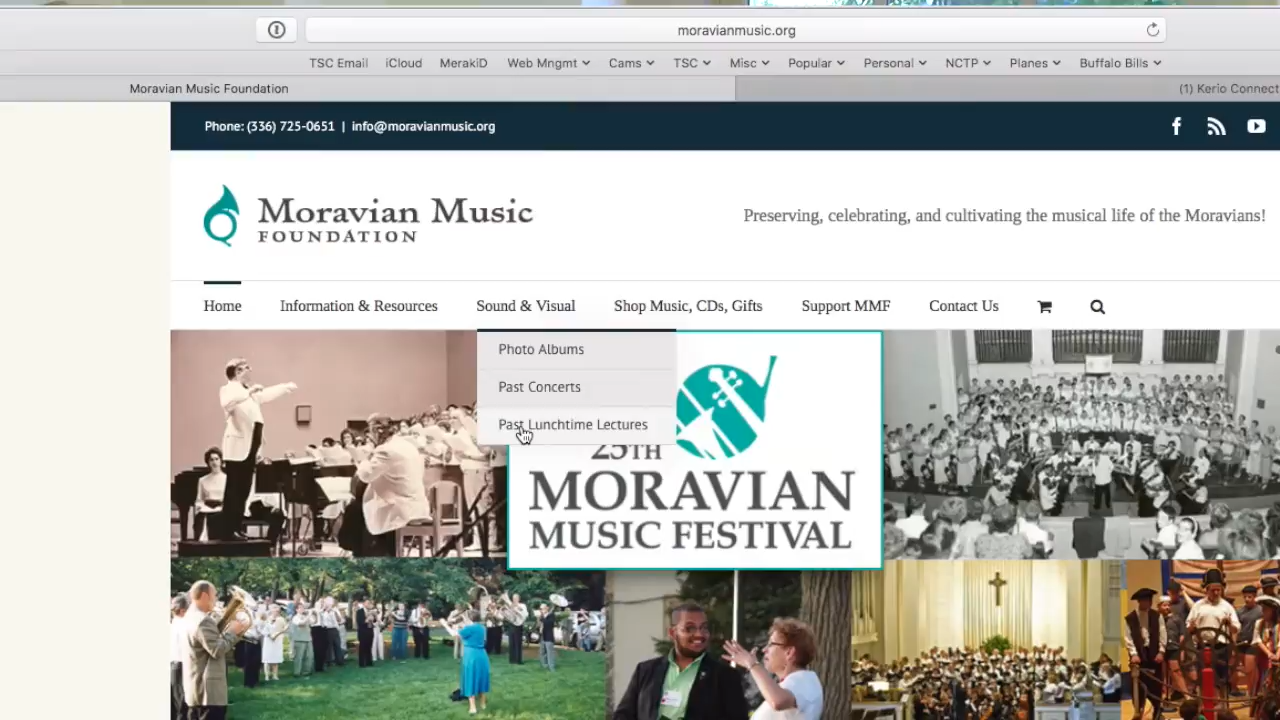 moravianmusic.org
TSC Email iCloud MerakiD Web Mngmt Cams TSC Misc Popular Personal NCTP Planes Buffalo Bills
Moravian Music Foundation (1) Kerio Connect
Phone: (336) 725-0651 | info@moravianmusic.org
Moravian Music
FOUNDATION
Preserving, celebrating, and cultivating the musical life of the Moravians!
Home Information & Resources Sound & Visual Shop Music, CDs, Gifts Support MMF Contact Us
Photo Albums
Past Concerts
Past Lunchtime Lectures
25TH
MORAVIAN
MUSIC FESTIVAL